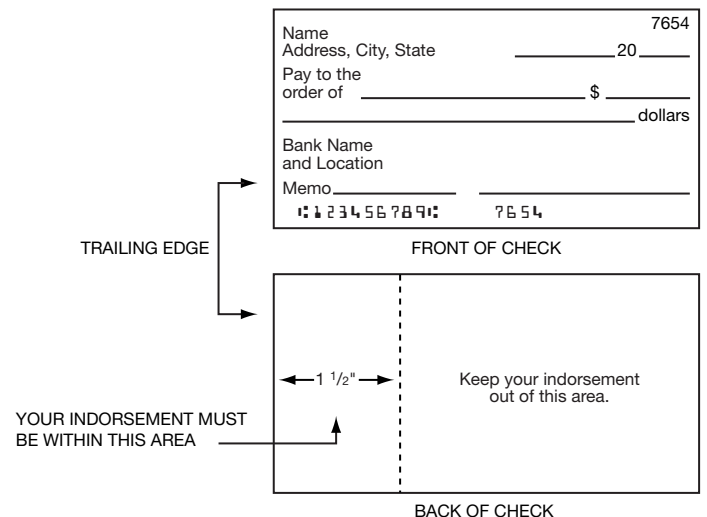 7654
Name
Address, City, State
20
Pay to the
order of $
dollars
Bank Name
and Location
Memo
⑆123456789⑆ 7654
TRAILING EDGE
FRONT OF CHECK
1 1/2"
Keep your indorsement
out of this area.
YOUR INDORSEMENT MUST
BE WITHIN THIS AREA
BACK OF CHECK